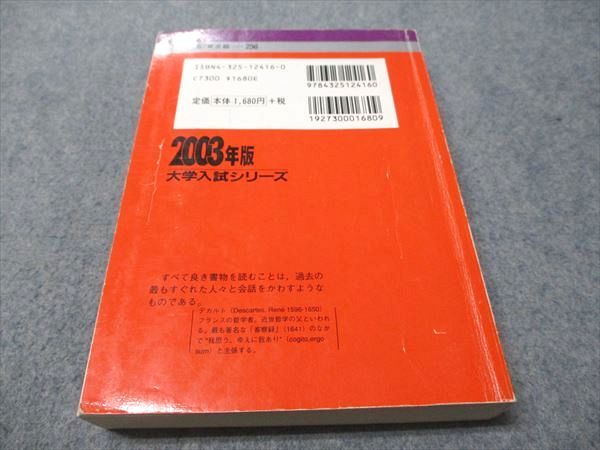 256
ISBN4-325-12416-0
C7300 ¥1680E
定価 本体1,680円 +税
9784325124160
1927300016809
2003年版
大学入試シリーズ
すべて良き書物を読むことは，過去の
最もすぐれた人々と会話をかわすような
ものである。
デカルト（Descartes, René 1596-1650）
フランスの哲学者。近世哲学の父といわれ
る。最も著名な「省察録」（1641）のなか
で“我思う，ゆえに我あり”（cogito,ergo
sum）と主張する。